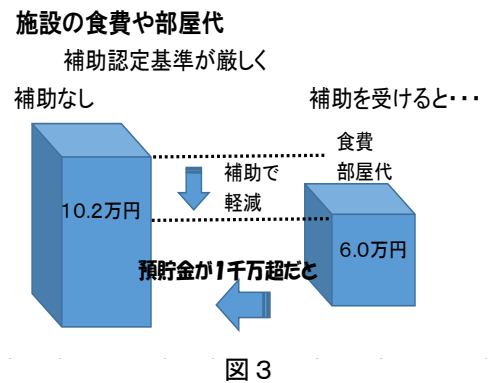 施設の食費や部屋代
補助認定基準が厳しく
補助なし
補助を受けると・・・
食費
部屋代
補助で
軽減
10.2万円
6.0万円
預貯金が1千万超だと
図3